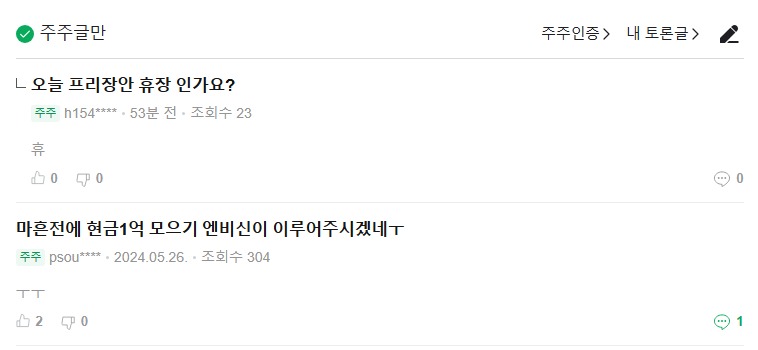 주주글만 주주인증 내 토론글
오늘 프리장안 휴장 인가요?
주주 h154**** 53분 전 조회수 23
휴
0 0 0
마흔전에 현금1억 모으기 엔비신이 이루어주시겠네ㅜ
주주 psou**** 2024.05.26. 조회수 304
ㅜㅜ
2 0 1